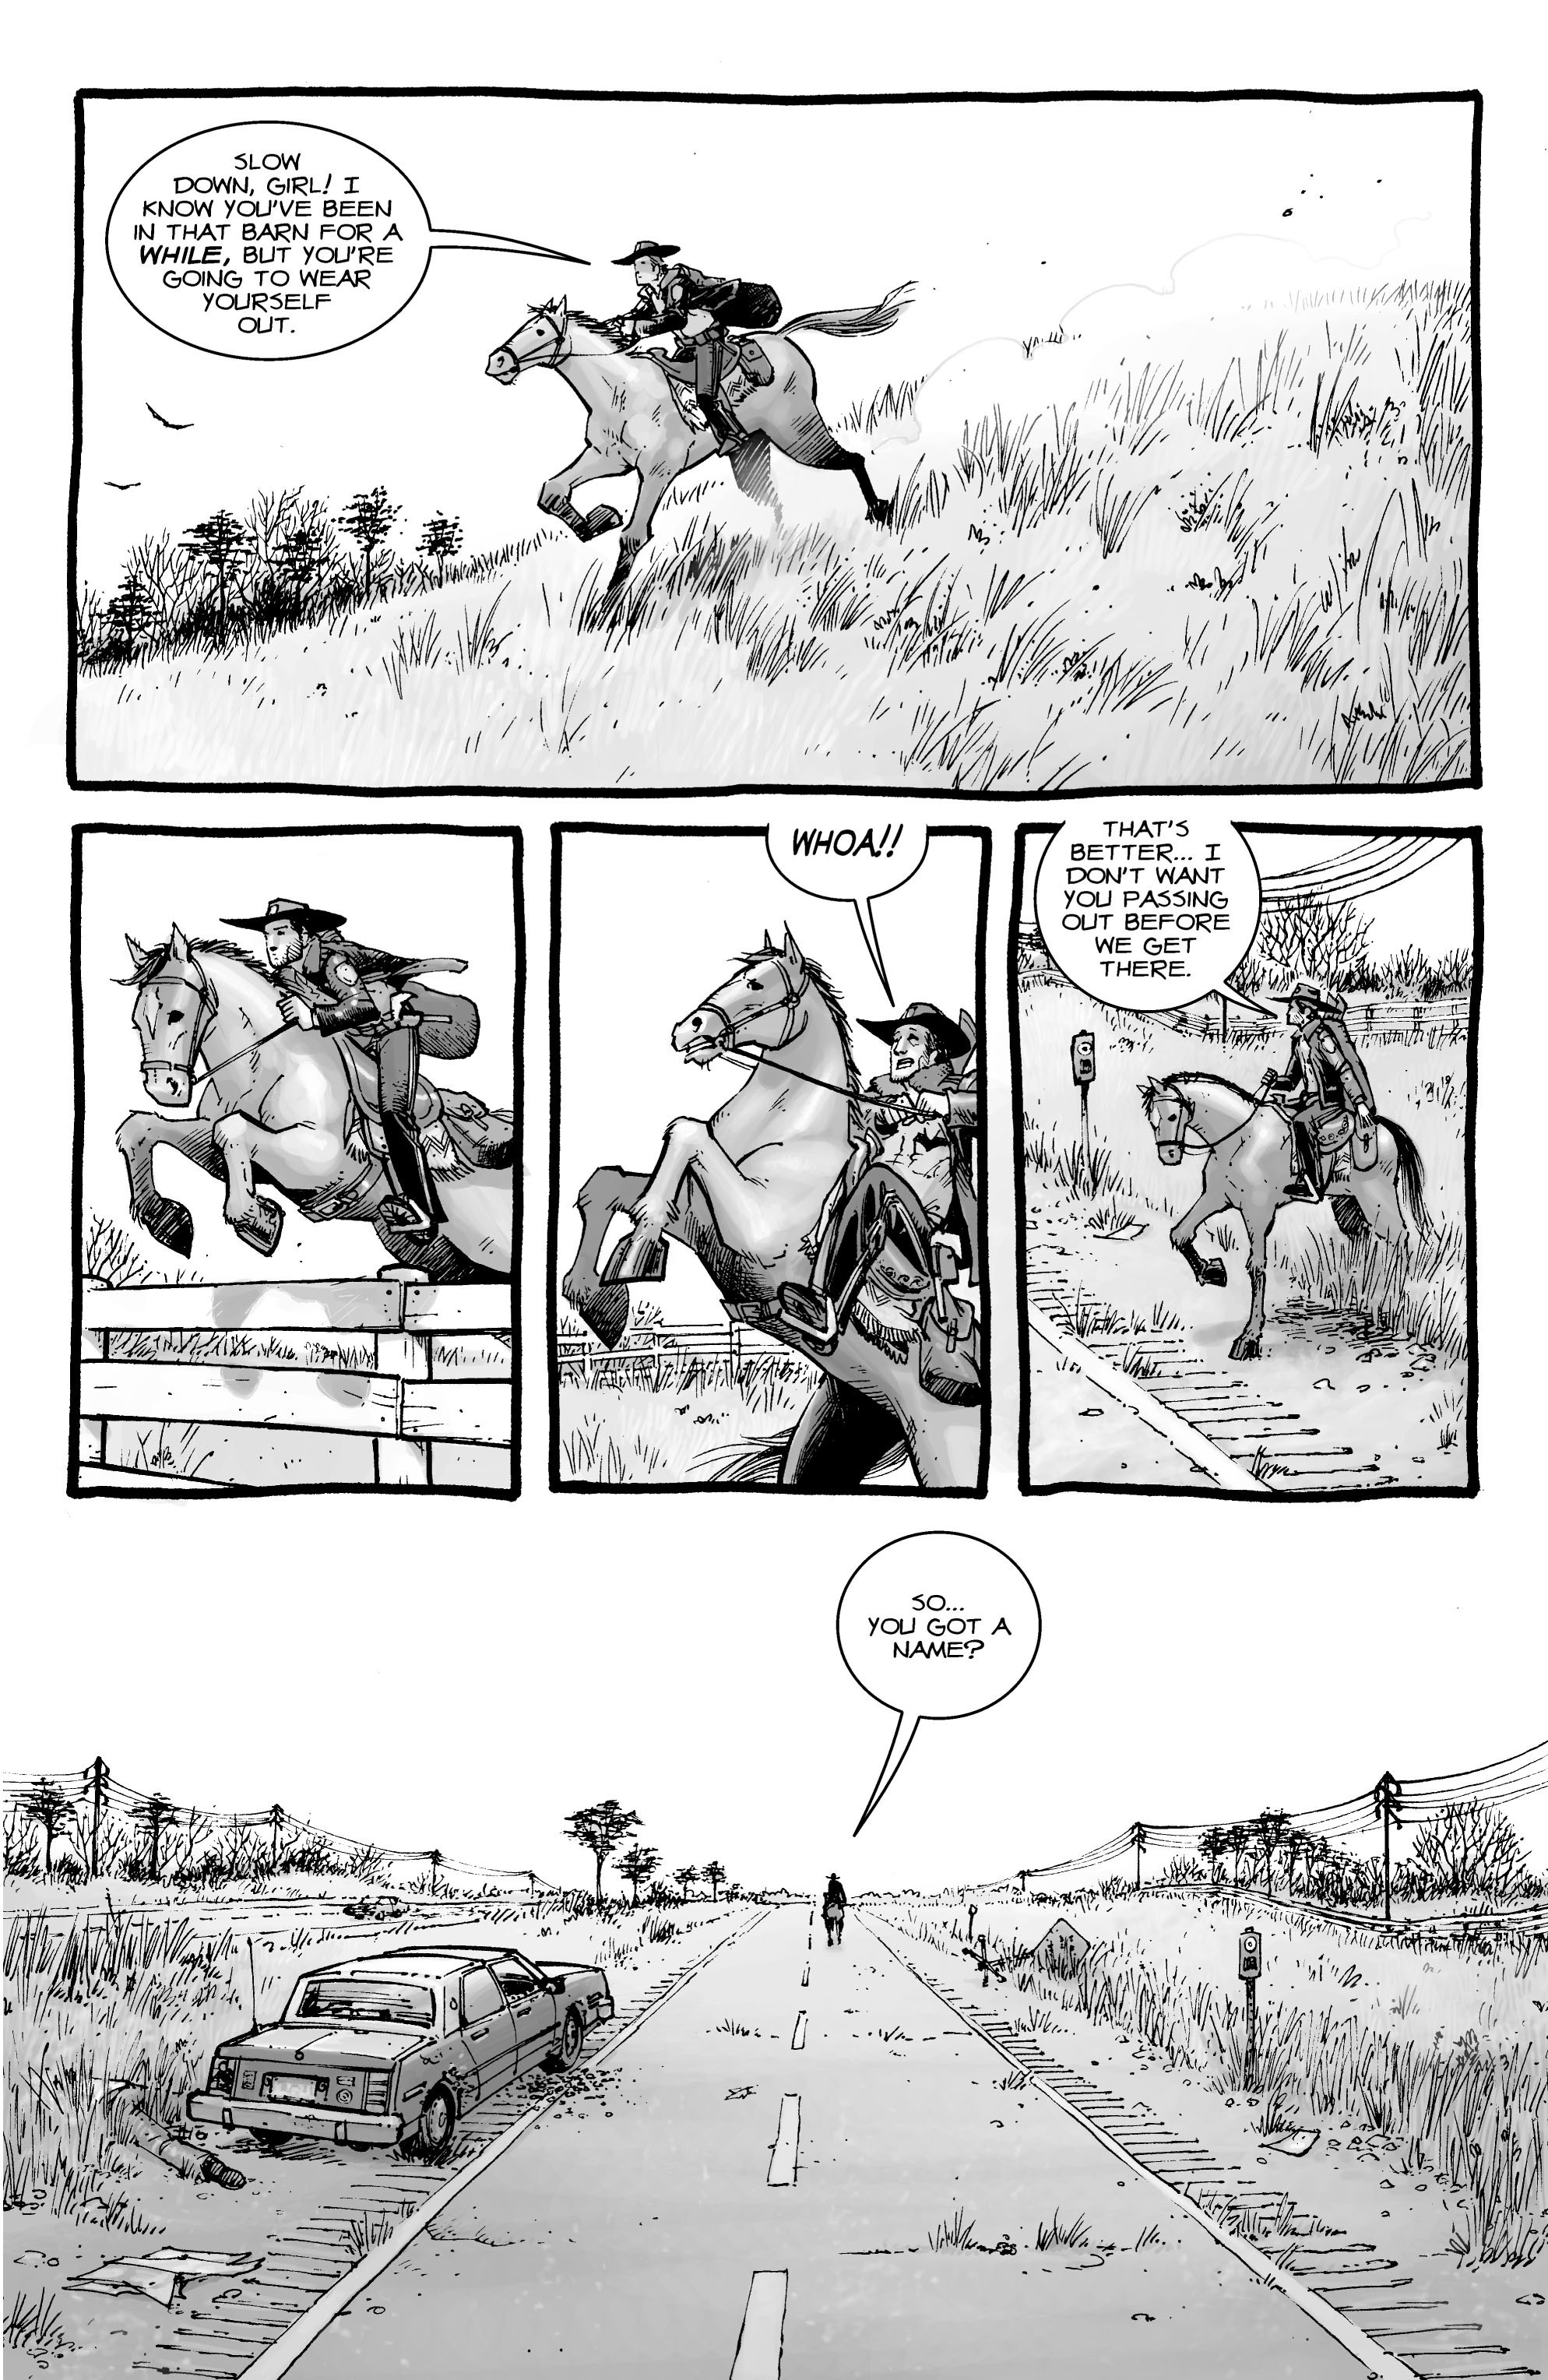 SLOW
DOWN, GIRL! I
KNOW YOU'VE BEEN
IN THAT BARN FOR A
WHILE, BUT YOU'RE
GOING TO WEAR
YOURSELF
OUT.
WHOA!!
THAT'S
BETTER... I
DON'T WANT
YOU PASSING
OUT BEFORE
WE GET
THERE.
SO...
YOU GOT A
NAME?